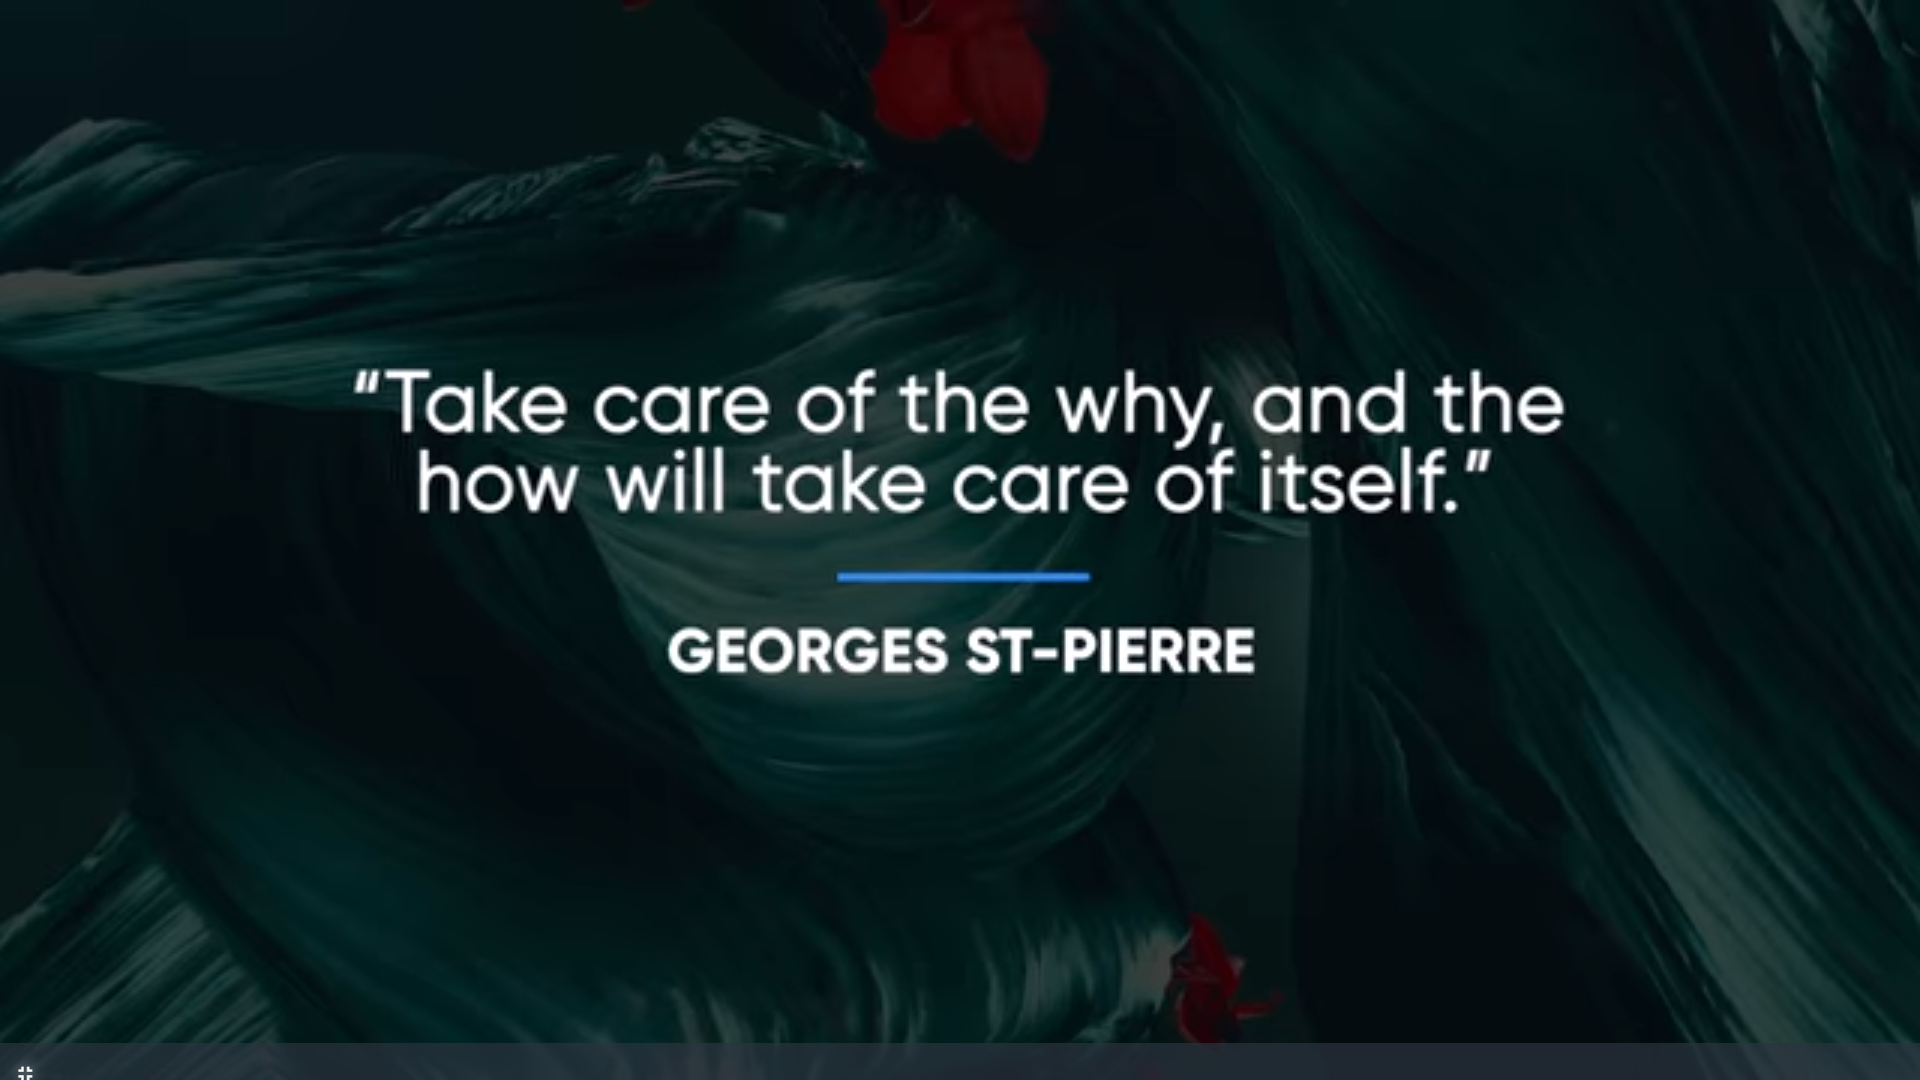 “Take care of the why, and the
how will take care of itself.”
GEORGES ST-PIERRE